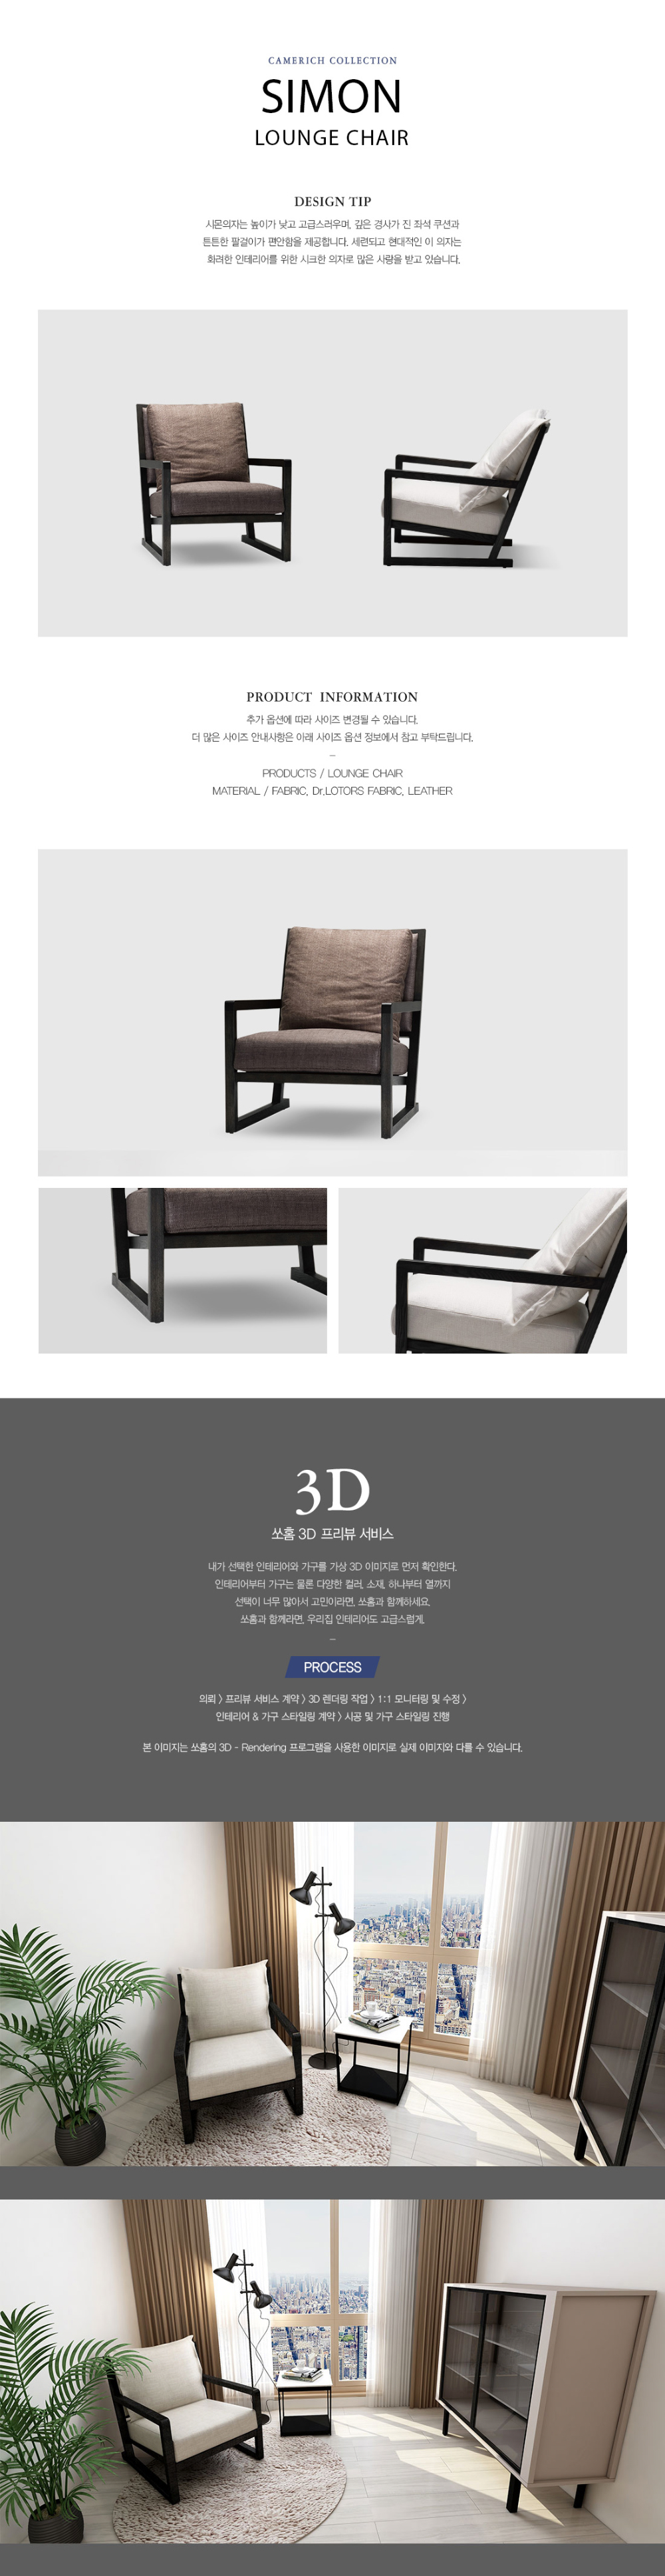 CAMERICH COLLECTION
SIMON
LOUNGE CHAIR
DESIGN TIP
시몬의자는 높이가 낮고 고급스러우며, 깊은 경사가 진 좌석 쿠션과
튼튼한 팔걸이가 편안함을 제공합니다. 세련되고 현대적인 이 의자는
화려한 인테리어를 위한 시크한 의자로 많은 사랑을 받고 있습니다.
PRODUCT INFORMATION
추가 옵션에 따라 사이즈 변경될 수 있습니다.
더 많은 사이즈 안내사항은 아래 사이즈 옵션 정보에서 참고 부탁드립니다.
–
PRODUCTS / LOUNGE CHAIR
MATERIAL / FABRIC, Dr.LOTORS FABRIC, LEATHER
3D
쏘홈 3D 프리뷰 서비스
내가 선택한 인테리어와 가구를 가상 3D 이미지로 먼저 확인한다.
인테리어부터 가구는 물론 다양한 컬러, 소재, 하나부터 열까지
선택이 너무 많아서 고민이라면, 쏘홈과 함께하세요.
쏘홈과 함께라면, 우리집 인테리어도 고급스럽게.
–
PROCESS
의뢰 > 프리뷰 서비스 계약 > 3D 렌더링 작업 > 1:1 모니터링 및 수정 >
인테리어 & 가구 스타일링 계약 > 시공 및 가구 스타일링 진행
본 이미지는 쏘홈의 3D - Rendering 프로그램을 사용한 이미지로 실제 이미지와 다를 수 있습니다.